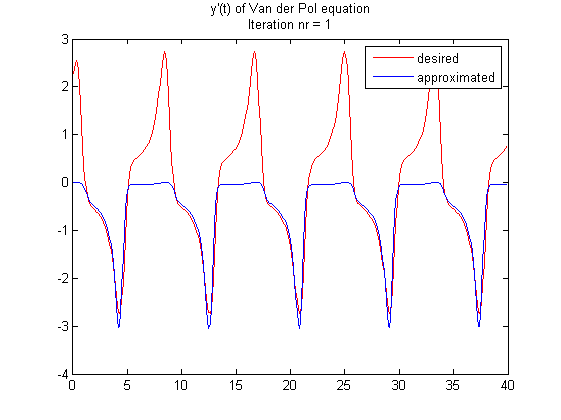 y'(t) of Van der Pol equation
Iteration nr = 1
desired
approximated
3
2
1
0
-1
-2
-3
-4
0 5 10 15 20 25 30 35 40